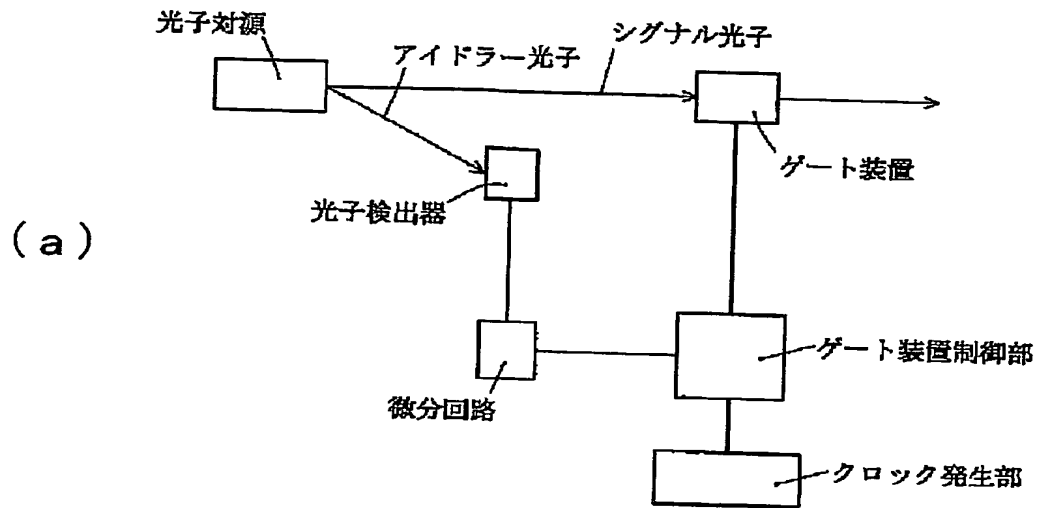 光子対源
シグナル光子
アイドラー光子
ゲート装置
光子検出器
(a)
ゲート装置制御部
微分回路
クロック発生部